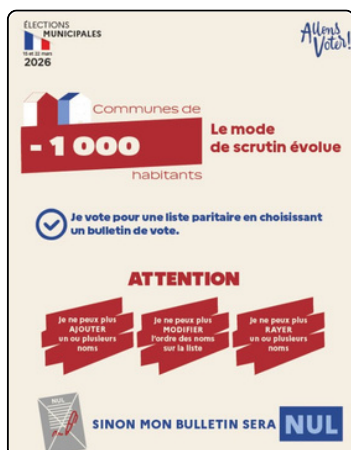 ÉLECTIONS
MUNICIPALES
15 et 22 mars
2026
Allons
Voter!
Communes de
- 1 000
habitants
Le mode
de scrutin évolue
Je vote pour une liste paritaire en choisissant
un bulletin de vote.
ATTENTION
Je ne peux plus
AJOUTER
un ou plusieurs
noms
Je ne peux plus
MODIFIER
l'ordre des noms
sur la liste
Je ne peux plus
RAYER
un ou plusieurs
noms
NUL
SINON MON BULLETIN SERA NUL